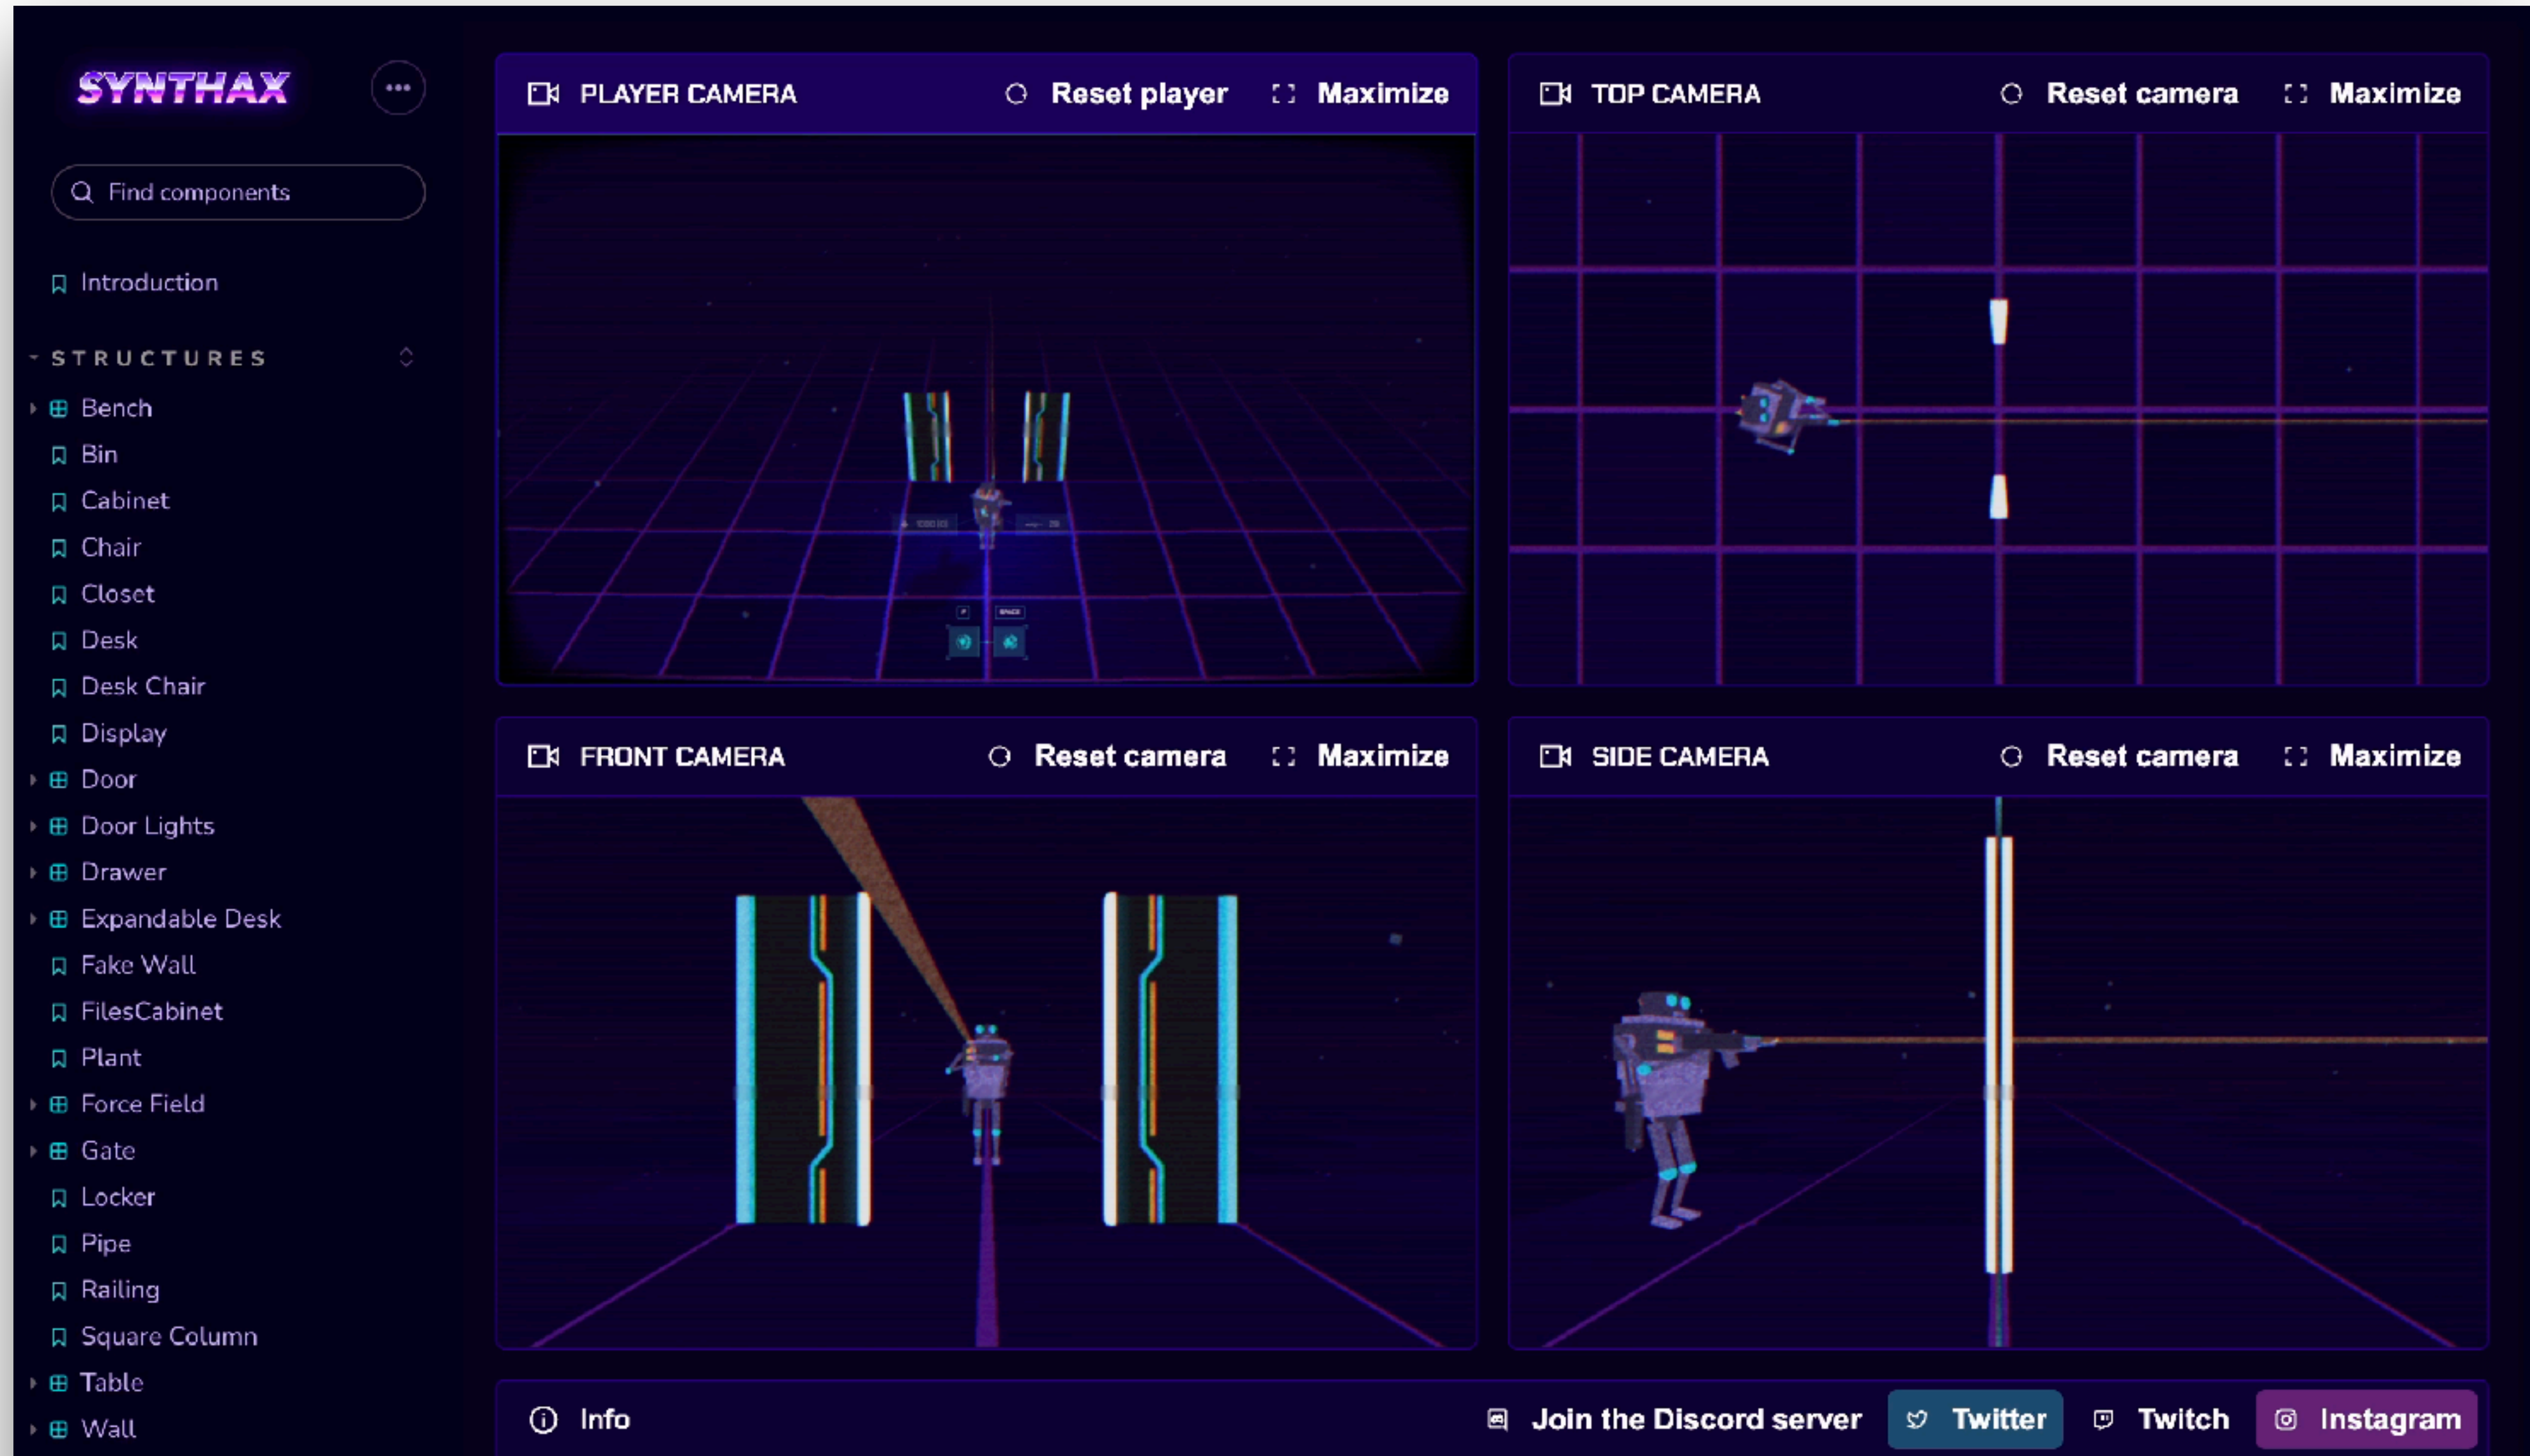 SYNTHAX
Find components
Introduction
STRUCTURES
Bench
Bin
Cabinet
Chair
Closet
Desk
Desk Chair
Display
Door
Door Lights
Drawer
Expandable Desk
Fake Wall
FilesCabinet
Plant
Force Field
Gate
Locker
Pipe
Railing
Square Column
Table
Wall
PLAYER CAMERA Reset player Maximize
F SPACE
TOP CAMERA Reset camera Maximize
FRONT CAMERA Reset camera Maximize
SIDE CAMERA Reset camera Maximize
Info Join the Discord server Twitter Twitch Instagram